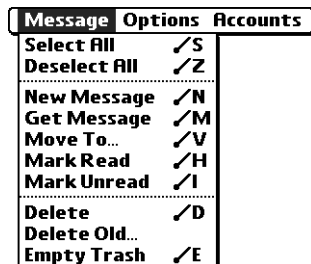 Message Options Accounts
Select All ⁄S
Deselect All ⁄Z
New Message ⁄N
Get Message ⁄M
Move To... ⁄V
Mark Read ⁄H
Mark Unread ⁄I
Delete ⁄D
Delete Old...
Empty Trash ⁄E